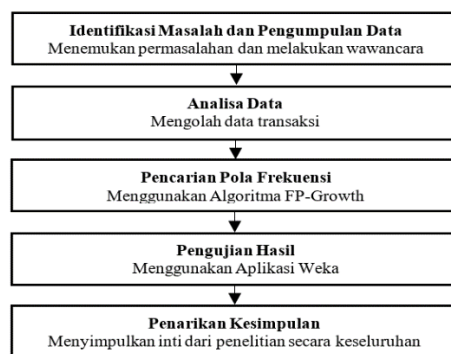 Identifikasi Masalah dan Pengumpulan Data
Menemukan permasalahan dan melakukan wawancara
Analisa Data
Mengolah data transaksi
Pencarian Pola Frekuensi
Menggunakan Algoritma FP-Growth
Pengujian Hasil
Menggunakan Aplikasi Weka
Penarikan Kesimpulan
Menyimpulkan inti dari penelitian secara keseluruhan